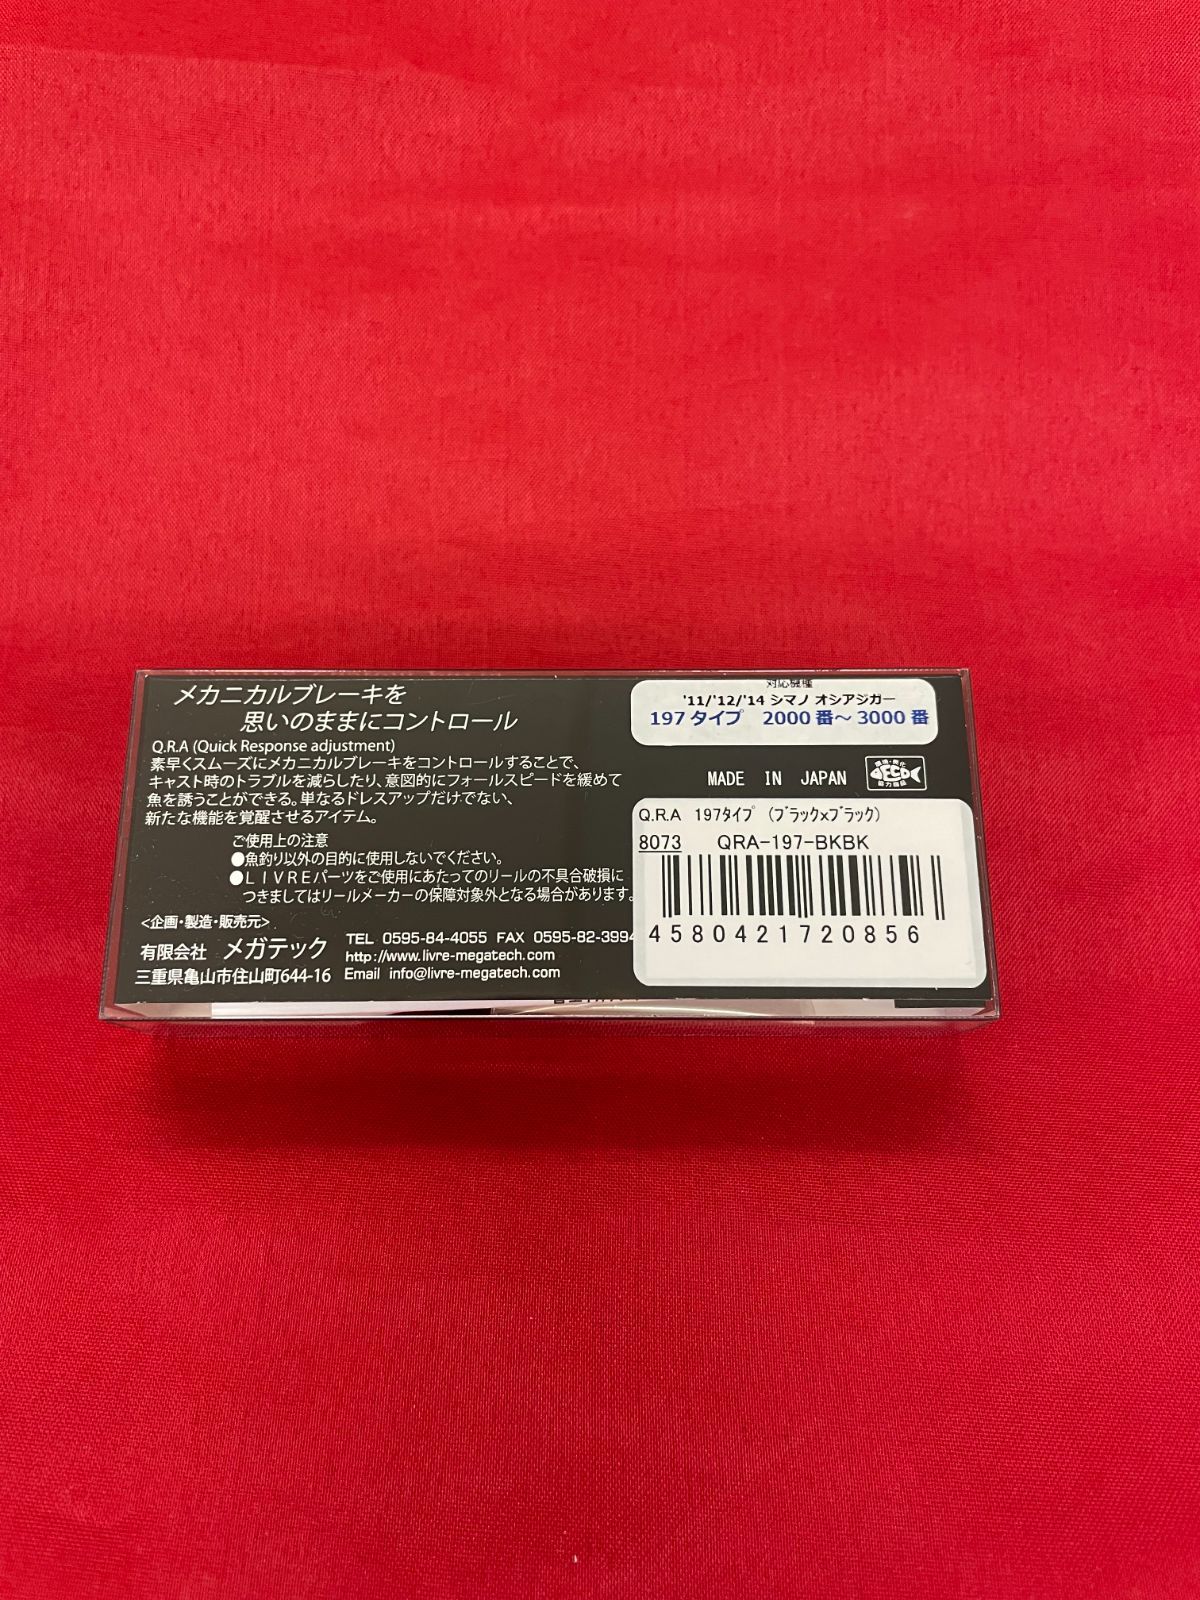 メカニカルブレーキを
思いのままにコントロール
Q.R.A (Quick Response adjustment)
素早くスムーズにメカニカルブレーキをコントロールすることで、
キャスト時のトラブルを減らしたり、意図的にフォールスピードを緩めて
魚を誘うことができる。単なるドレスアップだけでない、
新たな機能を覚醒させるアイテム。
ご使用上の注意
●魚釣り以外の目的に使用しないでください。
●ＬＩＶＲＥパーツをご使用にあたってのリールの不具合破損に
つきましてはリールメーカーの保障対象外となる場合があります。
<企画・製造・販売元>
有限会社 メガテック
三重県亀山市住山町644-16
TEL 0595-84-4055 FAX 0595-82-3994
http://www.livre-megatech.com
Email info@livre-megatech.com
対応機種
'11/'12/'14 シマノ オシアジガー
197タイプ 2000番～3000番
MADE IN JAPAN
ECO
Q.R.A 197ﾀｲﾌﾟ (ﾌﾞﾗｯｸ×ﾌﾞﾗｯｸ)
8073 QRA-197-BKBK
4580421720856